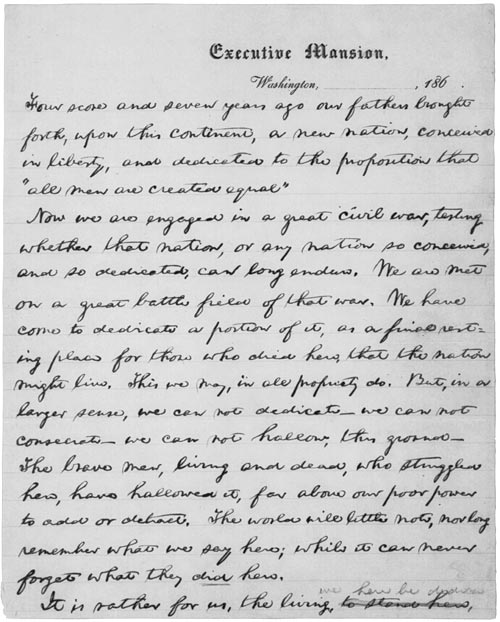 Executive Mansion,
Washington, , 186 .
Four score and seven years ago our fathers brought
forth, upon this continent, a new nation, conceived
in liberty, and dedicated to the proposition that
"all men are created equal"
Now we are engaged in a great civil war, testing
whether that nation, or any nation so conceived,
and so dedicated, can long endure. We are met
on a great battle field of that war. We have
come to dedicate a portion of it, as a final rest-
ing place for those who died here, that the nation
might live. This we may, in all propriety do. But, in a
larger sense, we can not dedicate — we can not
consecrate — we can not hallow, this ground —
The brave men, living and dead, who struggled
here, have hallowed it, far above our poor power
to add or detract. The world will little note, nor long
remember what we say here; while it can never
forget what they did here.
we here be
It is rather for us, the living, to stand here,